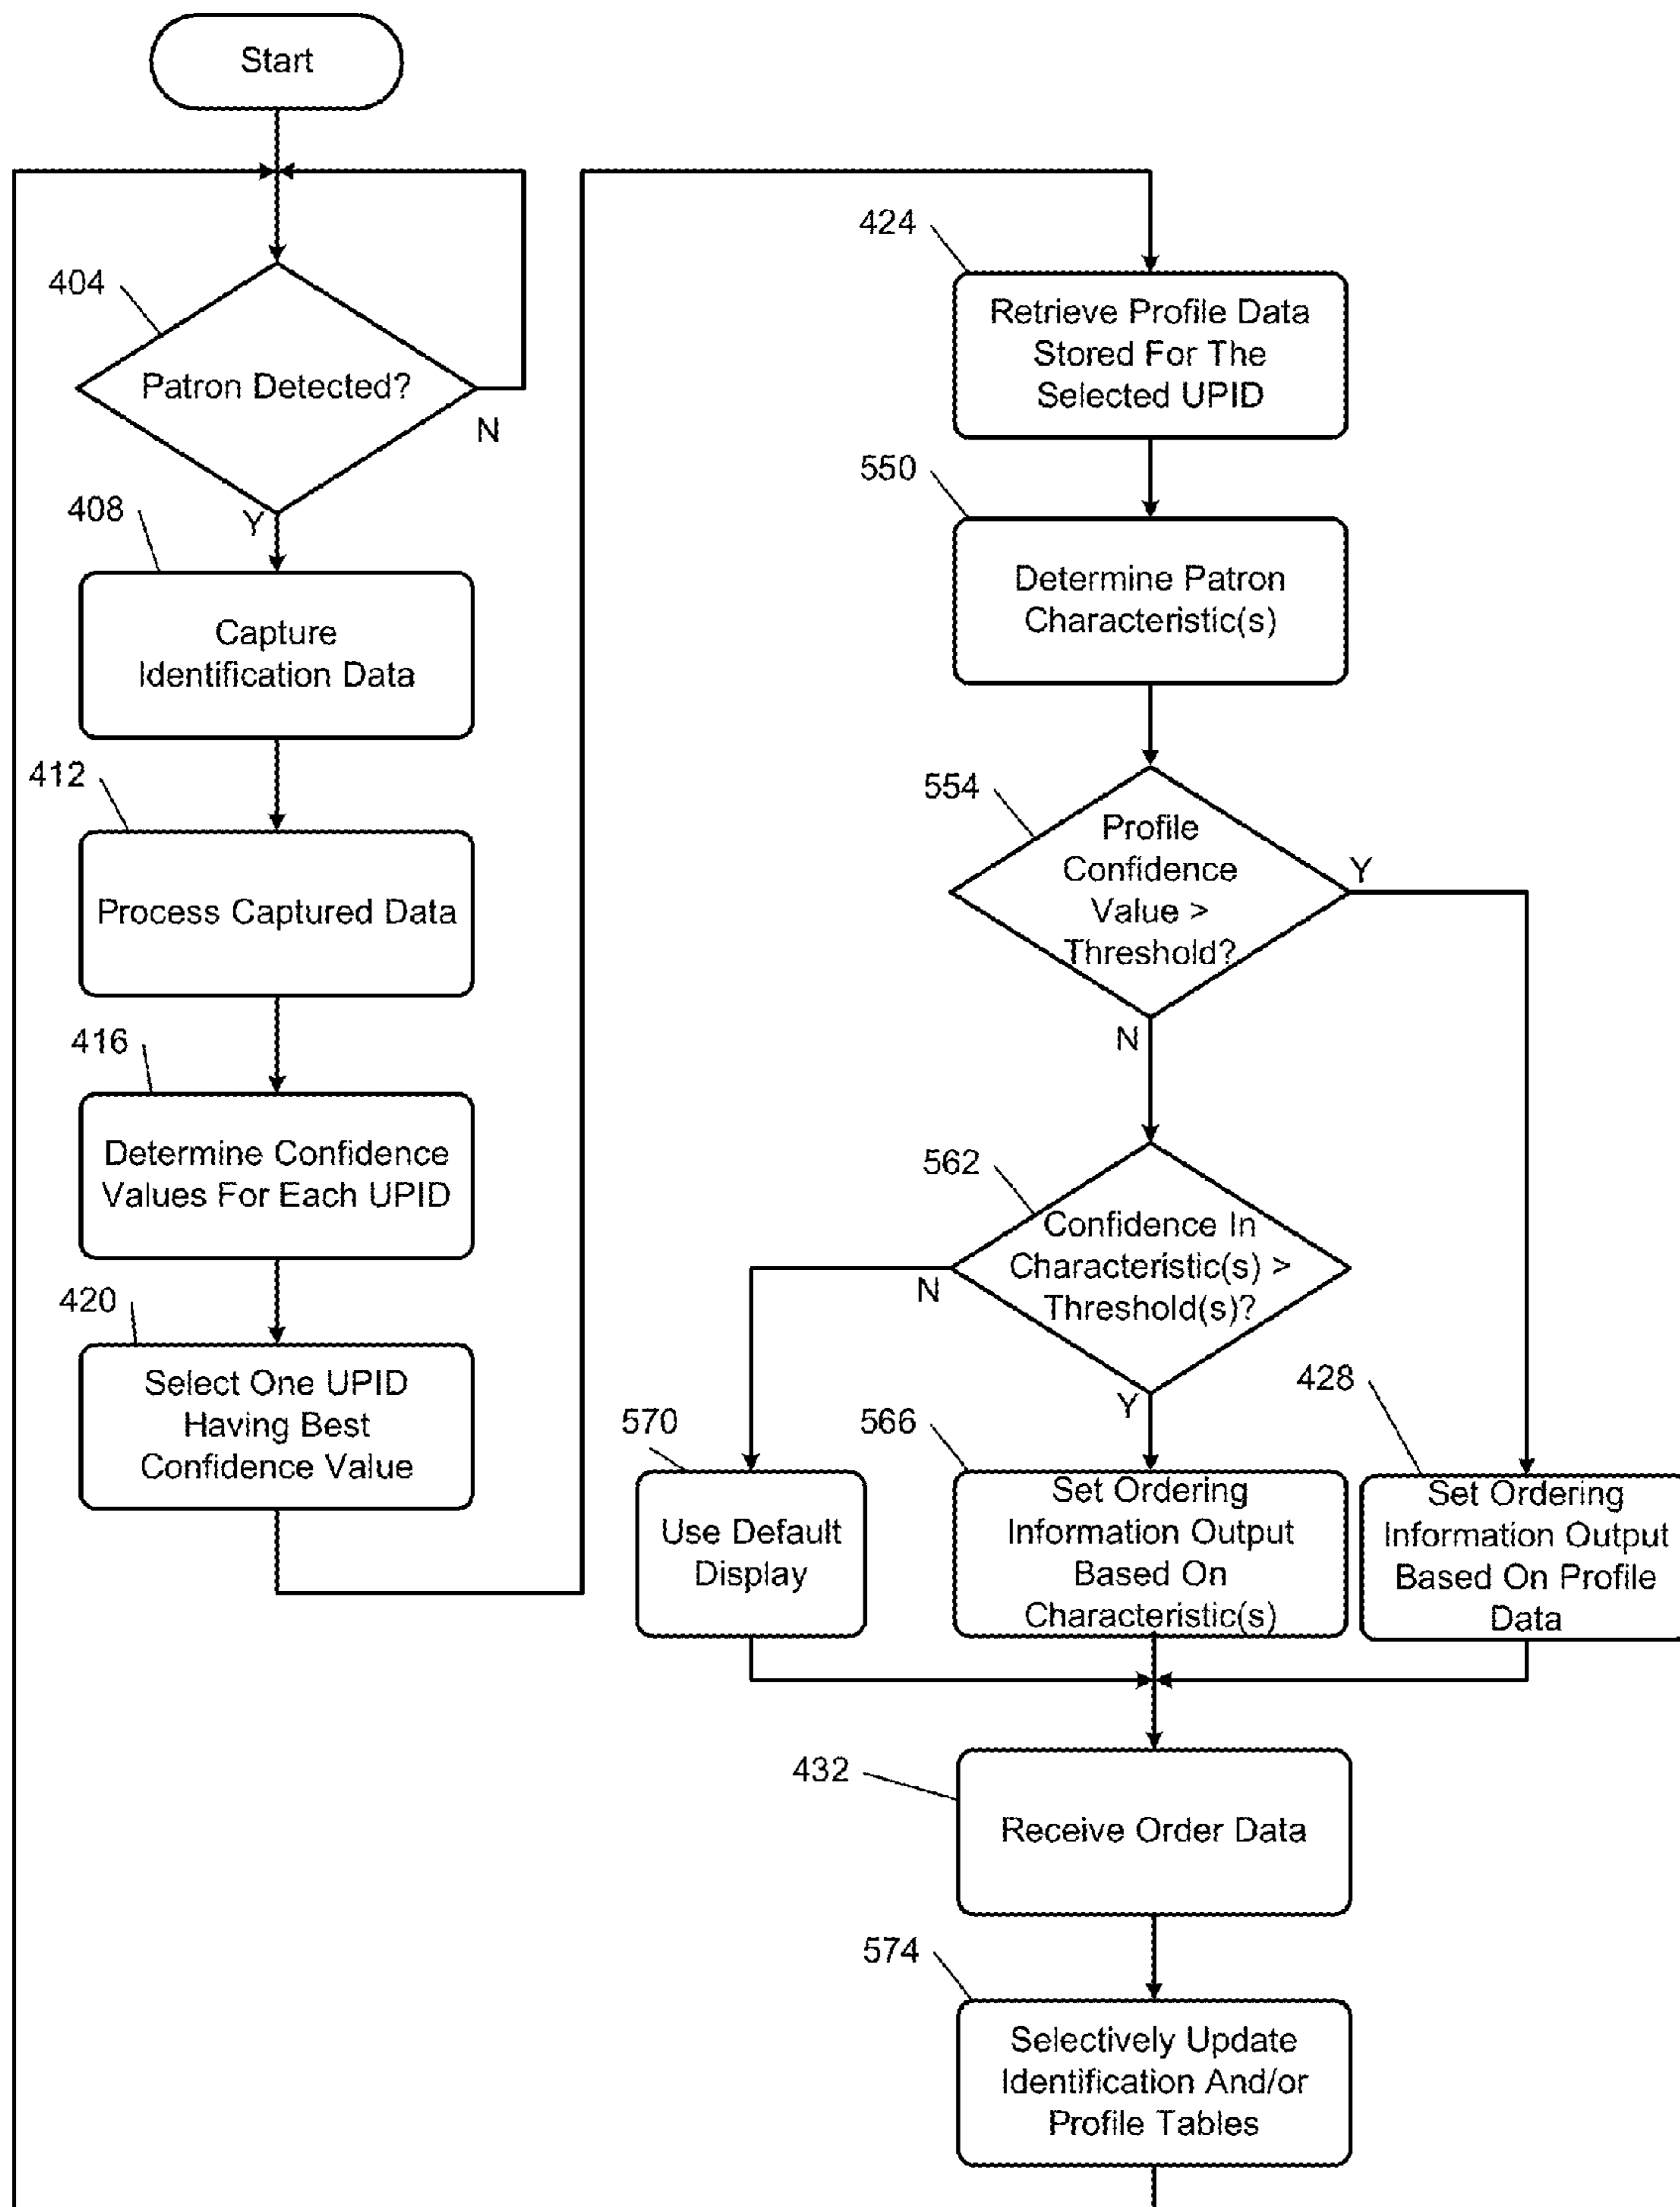 Start
404
Patron Detected?
N
Y
408
Capture
Identification Data
412
Process Captured Data
416
Determine Confidence
Values For Each UPID
420
Select One UPID
Having Best
Confidence Value
424
Retrieve Profile Data
Stored For The
Selected UPID
550
Determine Patron
Characteristic(s)
554
Profile
Confidence
Value >
Threshold?
Y
N
562
Confidence In
Characteristic(s) >
Threshold(s)?
N
Y
570
Use Default
Display
566
Set Ordering
Information Output
Based On
Characteristic(s)
428
Set Ordering
Information Output
Based On Profile
Data
432
Receive Order Data
574
Selectively Update
Identification And/or
Profile Tables